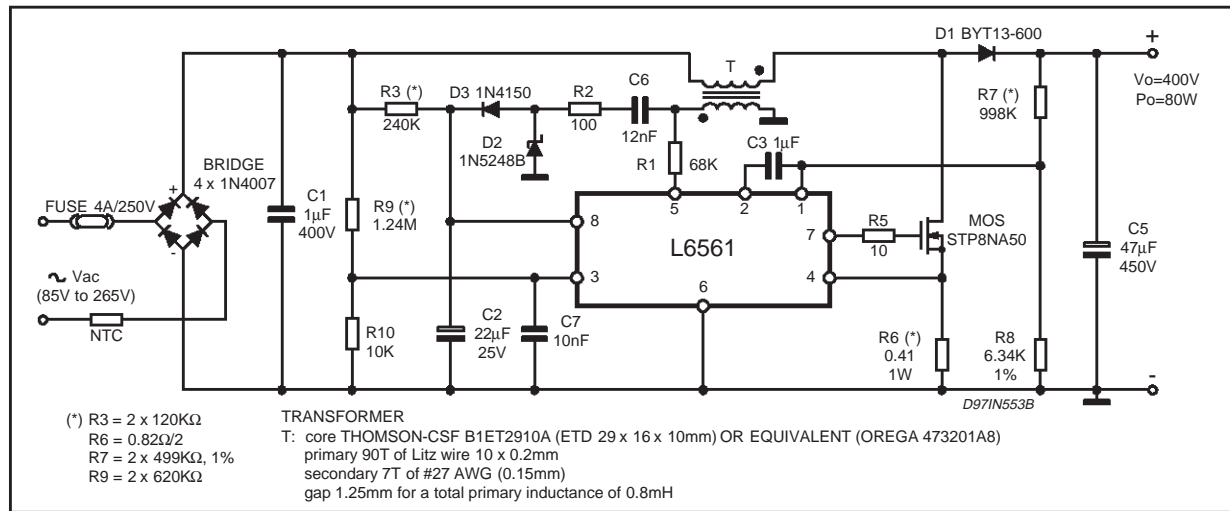 D1 BYT13-600
+
Vo=400V
Po=80W
T
C6
12nF
R3 (*)
240K
D3 1N4150
R2
100
R7 (*)
998K
D2
1N5248B
C3 1µF
R1
68K
BRIDGE
4 x 1N4007
+
-
FUSE 4A/250V
C1
1µF
400V
R9 (*)
1.24M
5
2
1
8
3
7
4
6
L6561
R5
10
MOS
STP8NA50
C5
47µF
450V
Vac
(85V to 265V)
NTC
R10
10K
C2
22µF
25V
C7
10nF
R6 (*)
0.41
1W
R8
6.34K
1%
-
D97IN553B
(*) R3 = 2 x 120KΩ
R6 = 0.82Ω/2
R7 = 2 x 499KΩ, 1%
R9 = 2 x 620KΩ
TRANSFORMER
T: core THOMSON-CSF B1ET2910A (ETD 29 x 16 x 10mm) OR EQUIVALENT (OREGA 473201A8)
primary 90T of Litz wire 10 x 0.2mm
secondary 7T of #27 AWG (0.15mm)
gap 1.25mm for a total primary inductance of 0.8mH